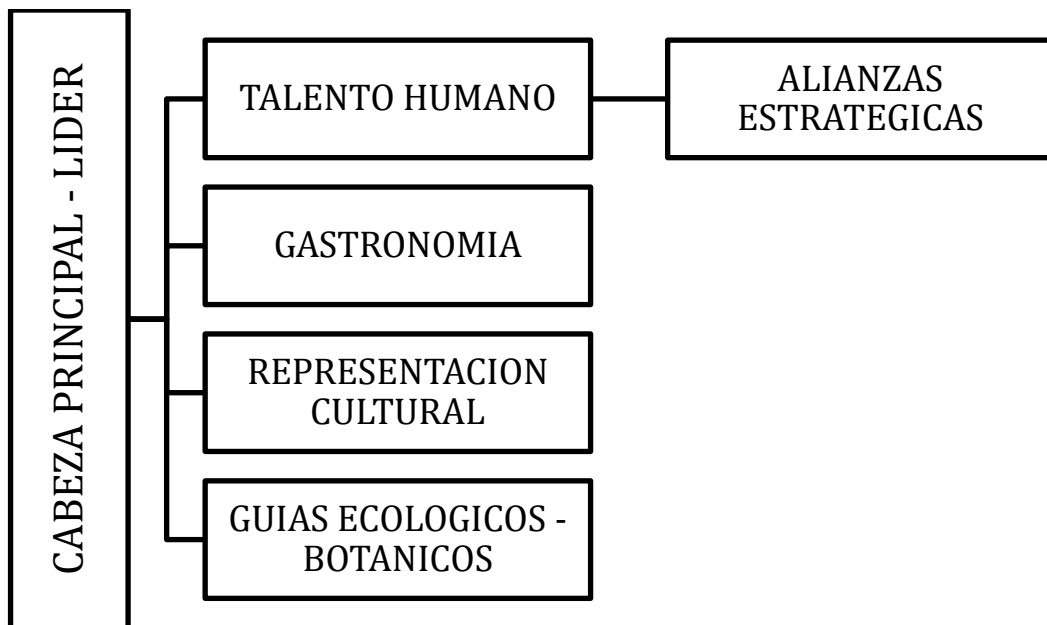 CABEZA PRINCIPAL - LIDER
TALENTO HUMANO
ALIANZAS
ESTRATEGICAS
GASTRONOMIA
REPRESENTACION
CULTURAL
GUIAS ECOLOGICOS -
BOTANICOS